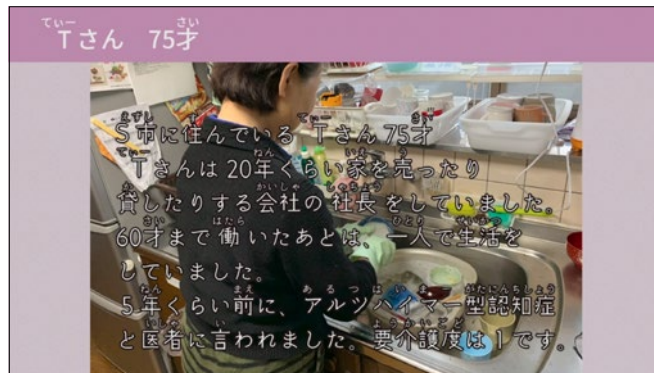 Tさん 75才
S市に住んでいる Tさん 75才
Tさんは 20年くらい家を売ったり
貸したりする会社の 社長 をしていました。
60才まで 働 いたあとは、一人で生活を
していました。
5年くらい前に、アルツハイマー型認知症
と医者に言われました。要介護度は1です。